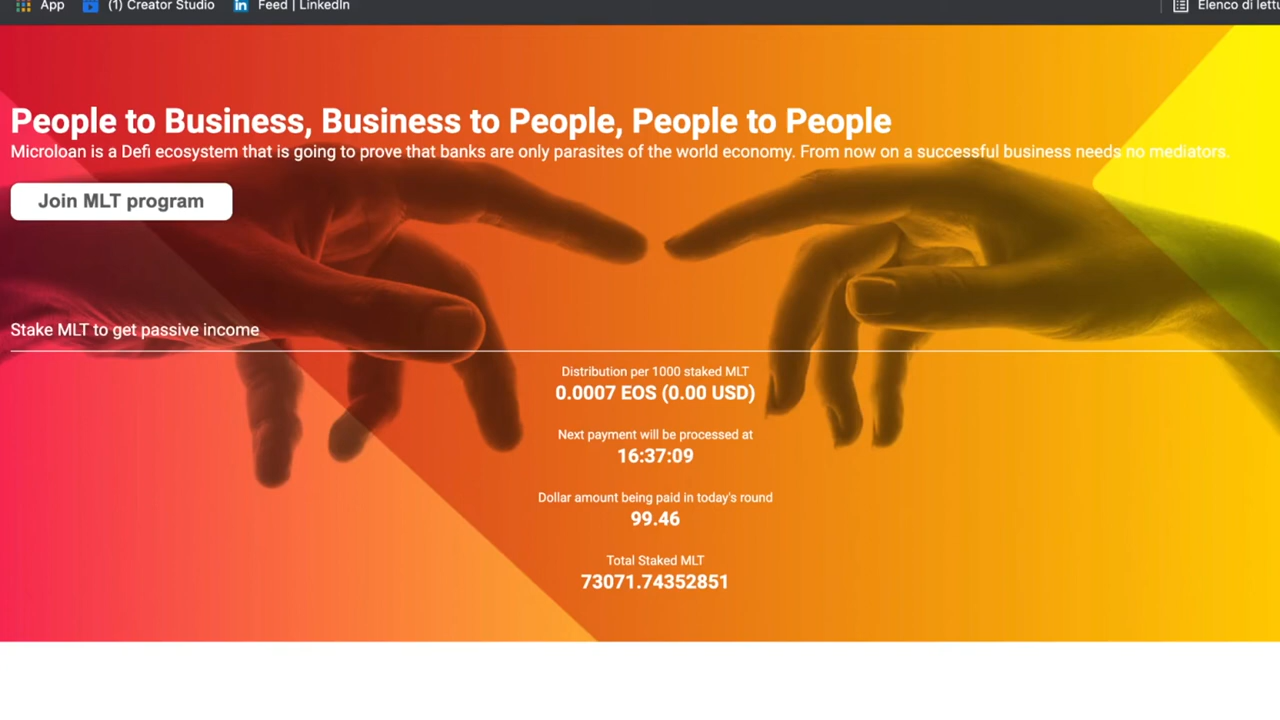 App
(1) Creator Studio
Feed | LinkedIn
Elenco di lettu
People to Business, Business to People, People to People
Microloan is a Defi ecosystem that is going to prove that banks are only parasites of the world economy. From now on a successful business needs no mediators.
Join MLT program
Stake MLT to get passive income
Distribution per 1000 staked MLT
0.0007 EOS (0.00 USD)
Next payment will be processed at
16:37:09
Dollar amount being paid in today's round
99.46
Total Staked MLT
73071.74352851